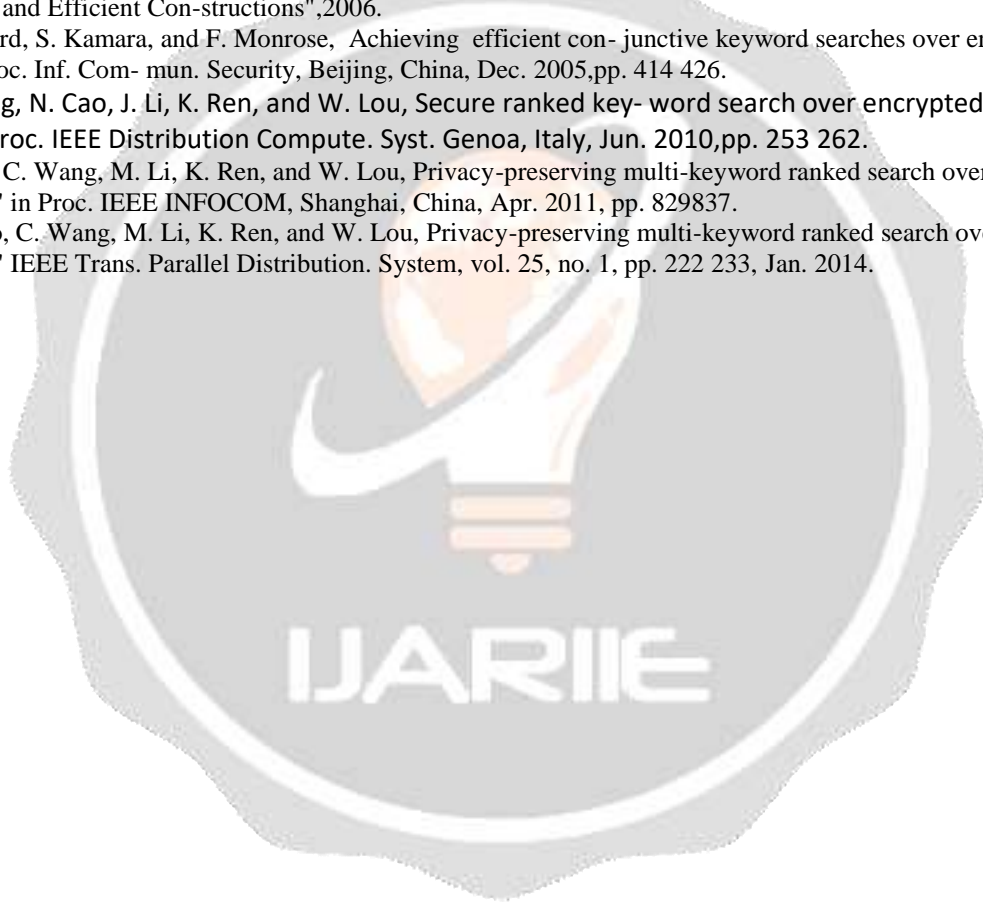 and Efficient Con-structions",2006.
rd, S. Kamara, and F. Monrose, Achieving efficient con- junctive keyword searches over en
oc. Inf. Com- mun. Security, Beijing, China, Dec. 2005,pp. 414 426.
g, N. Cao, J. Li, K. Ren, and W. Lou, Secure ranked key- word search over encrypted
roc. IEEE Distribution Compute. Syst. Genoa, Italy, Jun. 2010,pp. 253 262.
C. Wang, M. Li, K. Ren, and W. Lou, Privacy-preserving multi-keyword ranked search over
" in Proc. IEEE INFOCOM, Shanghai, China, Apr. 2011, pp. 829837.
o, C. Wang, M. Li, K. Ren, and W. Lou, Privacy-preserving multi-keyword ranked search ove
" IEEE Trans. Parallel Distribution. System, vol. 25, no. 1, pp. 222 233, Jan. 2014.
IJARIIE